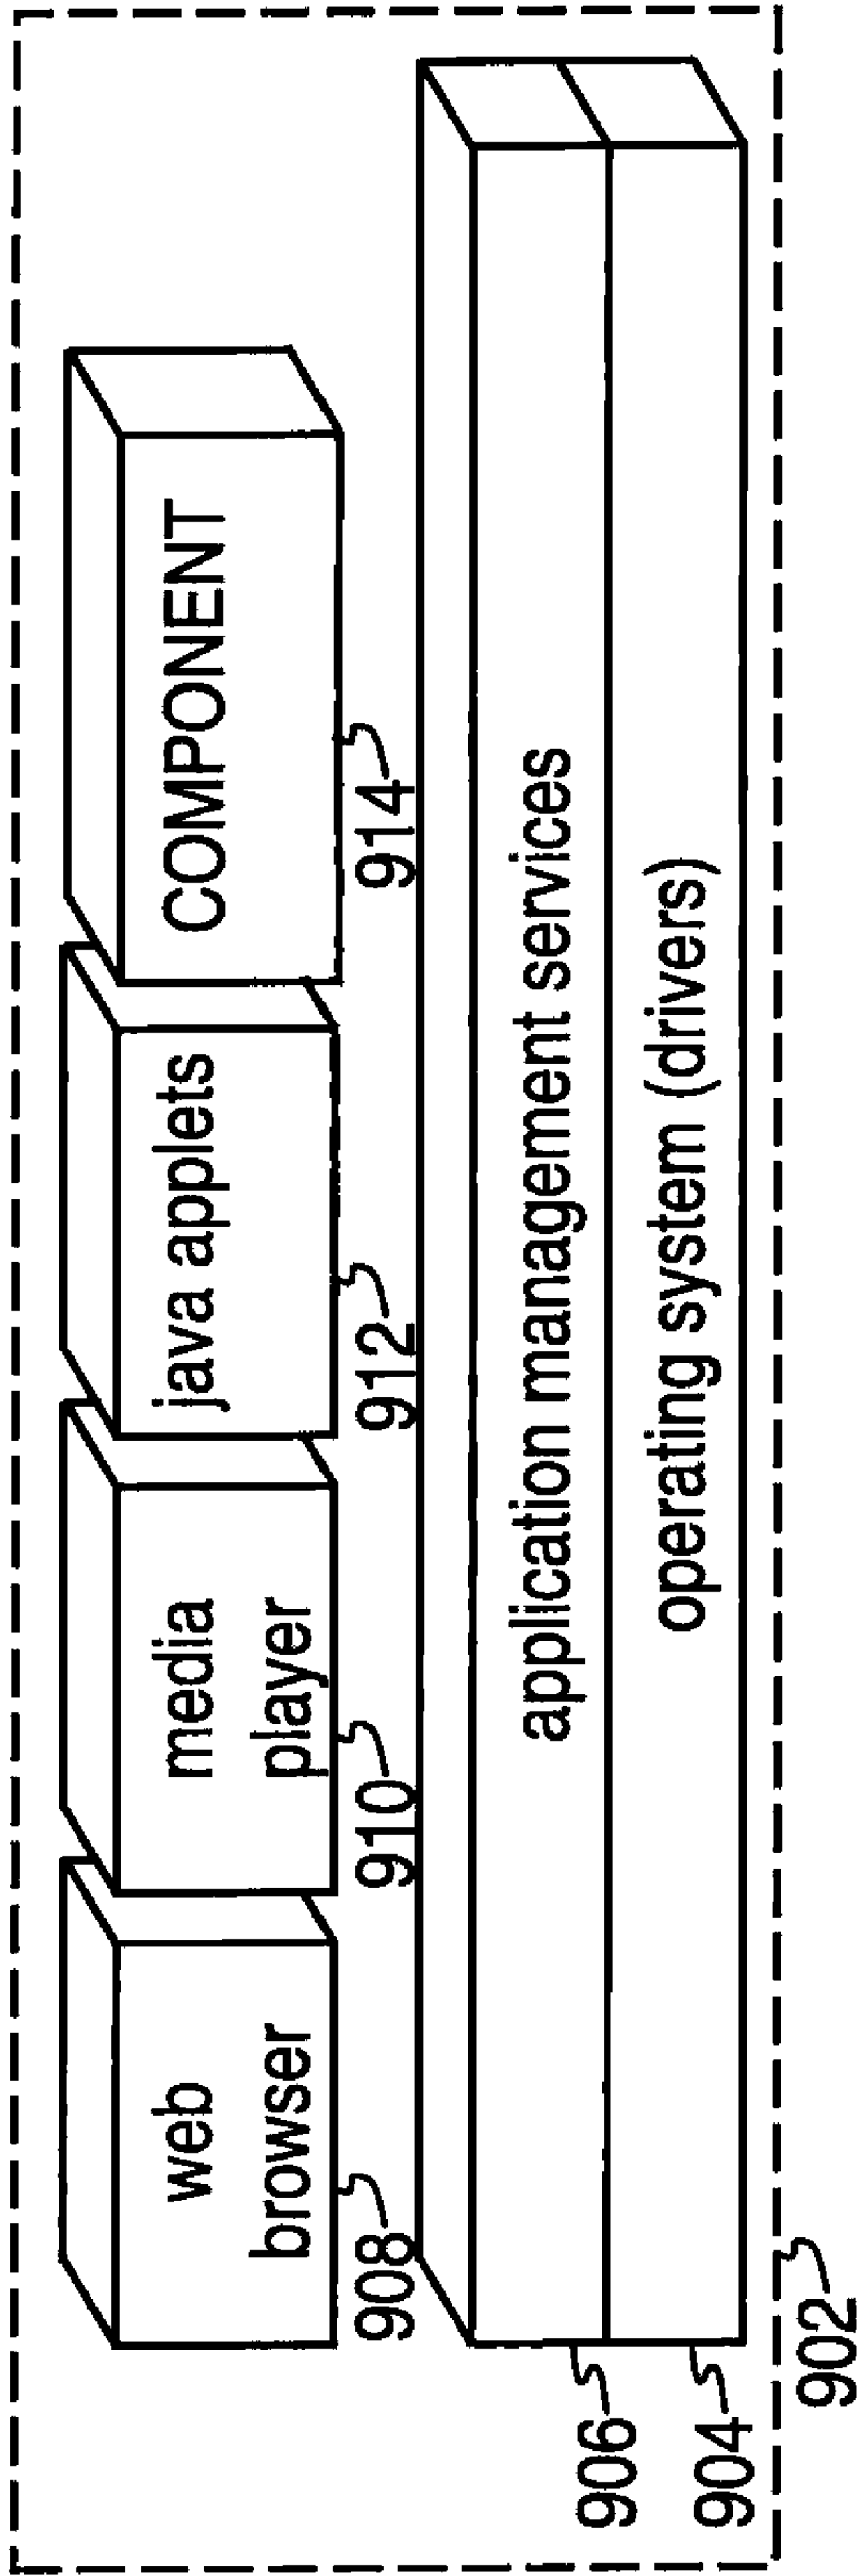 web
browser
media
player
java applets
COMPONENT
908
910
912
914
application management services
906
operating system (drivers)
904
902